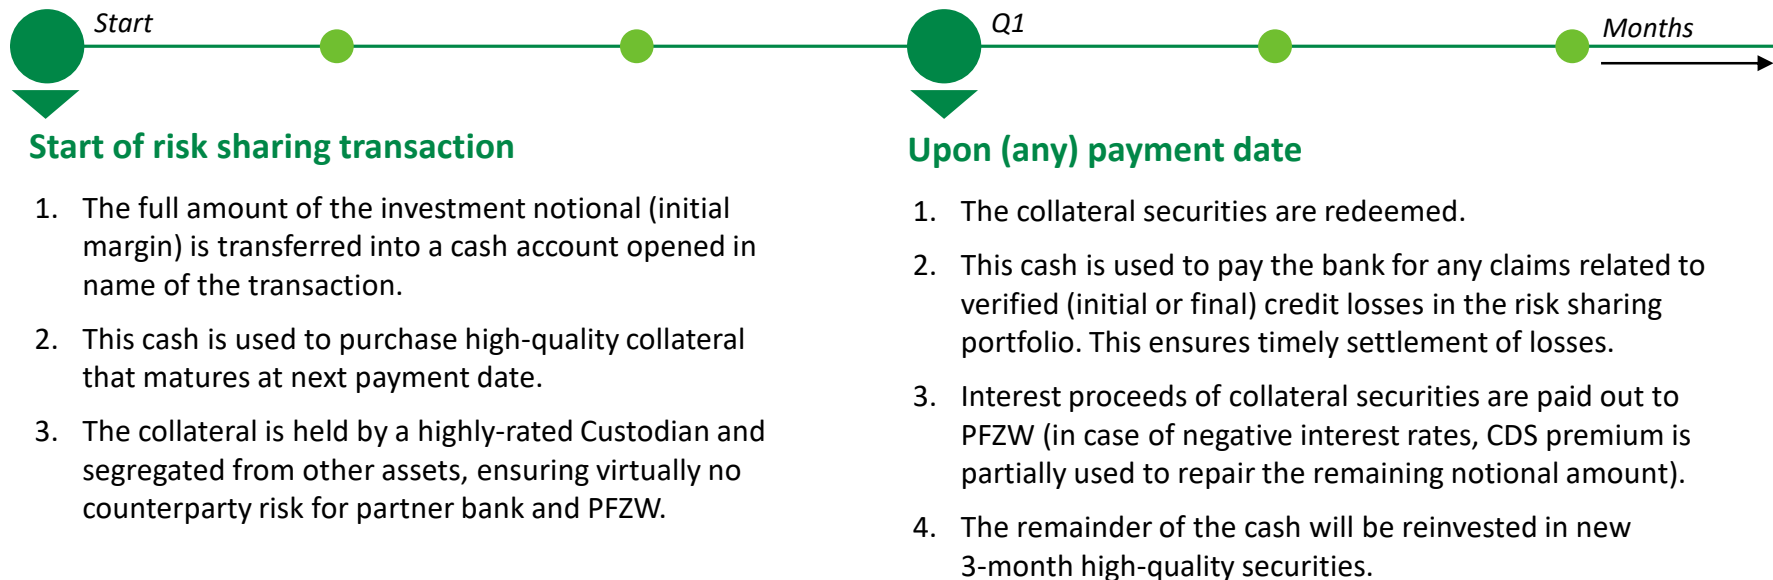 Start
Q1
Months
Start of risk sharing transaction
1. The full amount of the investment notional (initial
margin) is transferred into a cash account opened in
name of the transaction.
2. This cash is used to purchase high-quality collateral
that matures at next payment date.
3. The collateral is held by a highly-rated Custodian and
segregated from other assets, ensuring virtually no
counterparty risk for partner bank and PFZW.
Upon (any) payment date
1. The collateral securities are redeemed.
2. This cash is used to pay the bank for any claims related to
verified (initial or final) credit losses in the risk sharing
portfolio. This ensures timely settlement of losses.
3. Interest proceeds of collateral securities are paid out to
PFZW (in case of negative interest rates, CDS premium is
partially used to repair the remaining notional amount).
4. The remainder of the cash will be reinvested in new
3-month high-quality securities.